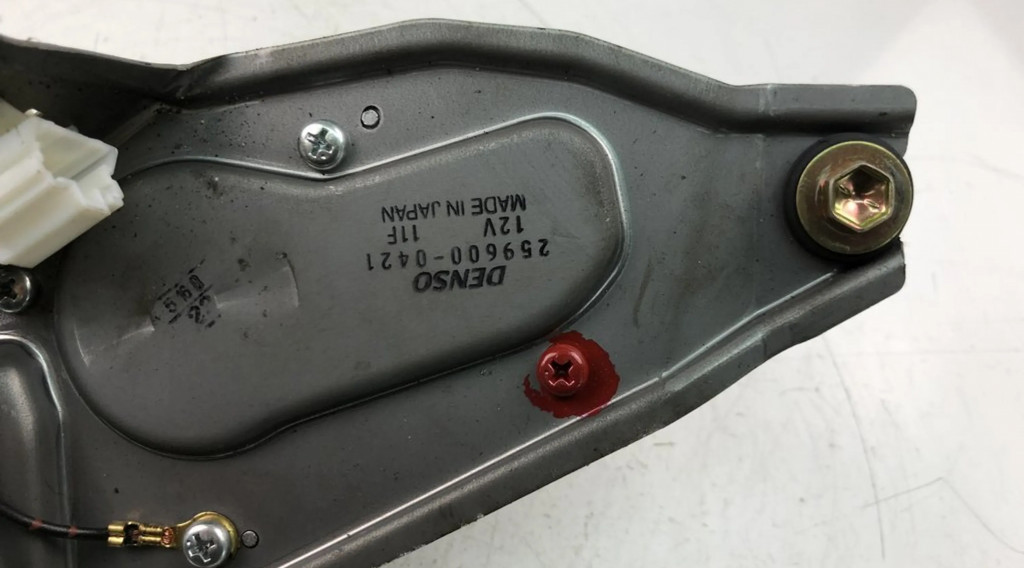 DENSO
259600-0421
12V 11F
MADE IN JAPAN